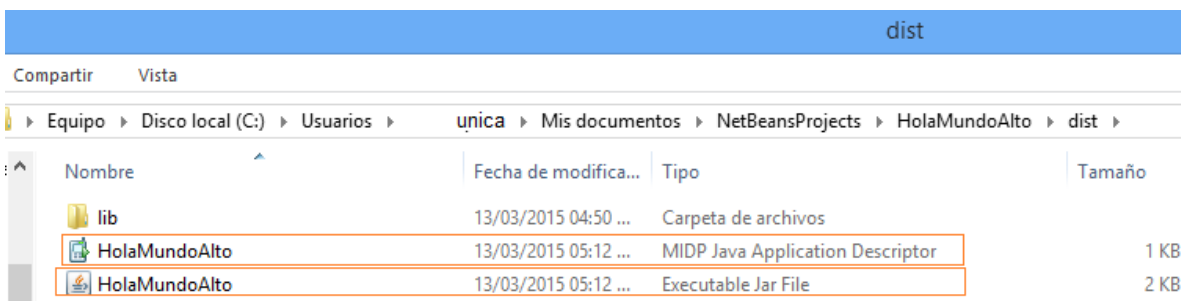 dist
Compartir Vista
Equipo Disco local (C:) Usuarios unica Mis documentos NetBeansProjects HolaMundoAlto dist
Nombre Fecha de modifica... Tipo Tamaño
lib 13/03/2015 04:50 ... Carpeta de archivos
HolaMundoAlto 13/03/2015 05:12 ... MIDP Java Application Descriptor 1 KB
HolaMundoAlto 13/03/2015 05:12 ... Executable Jar File 2 KB